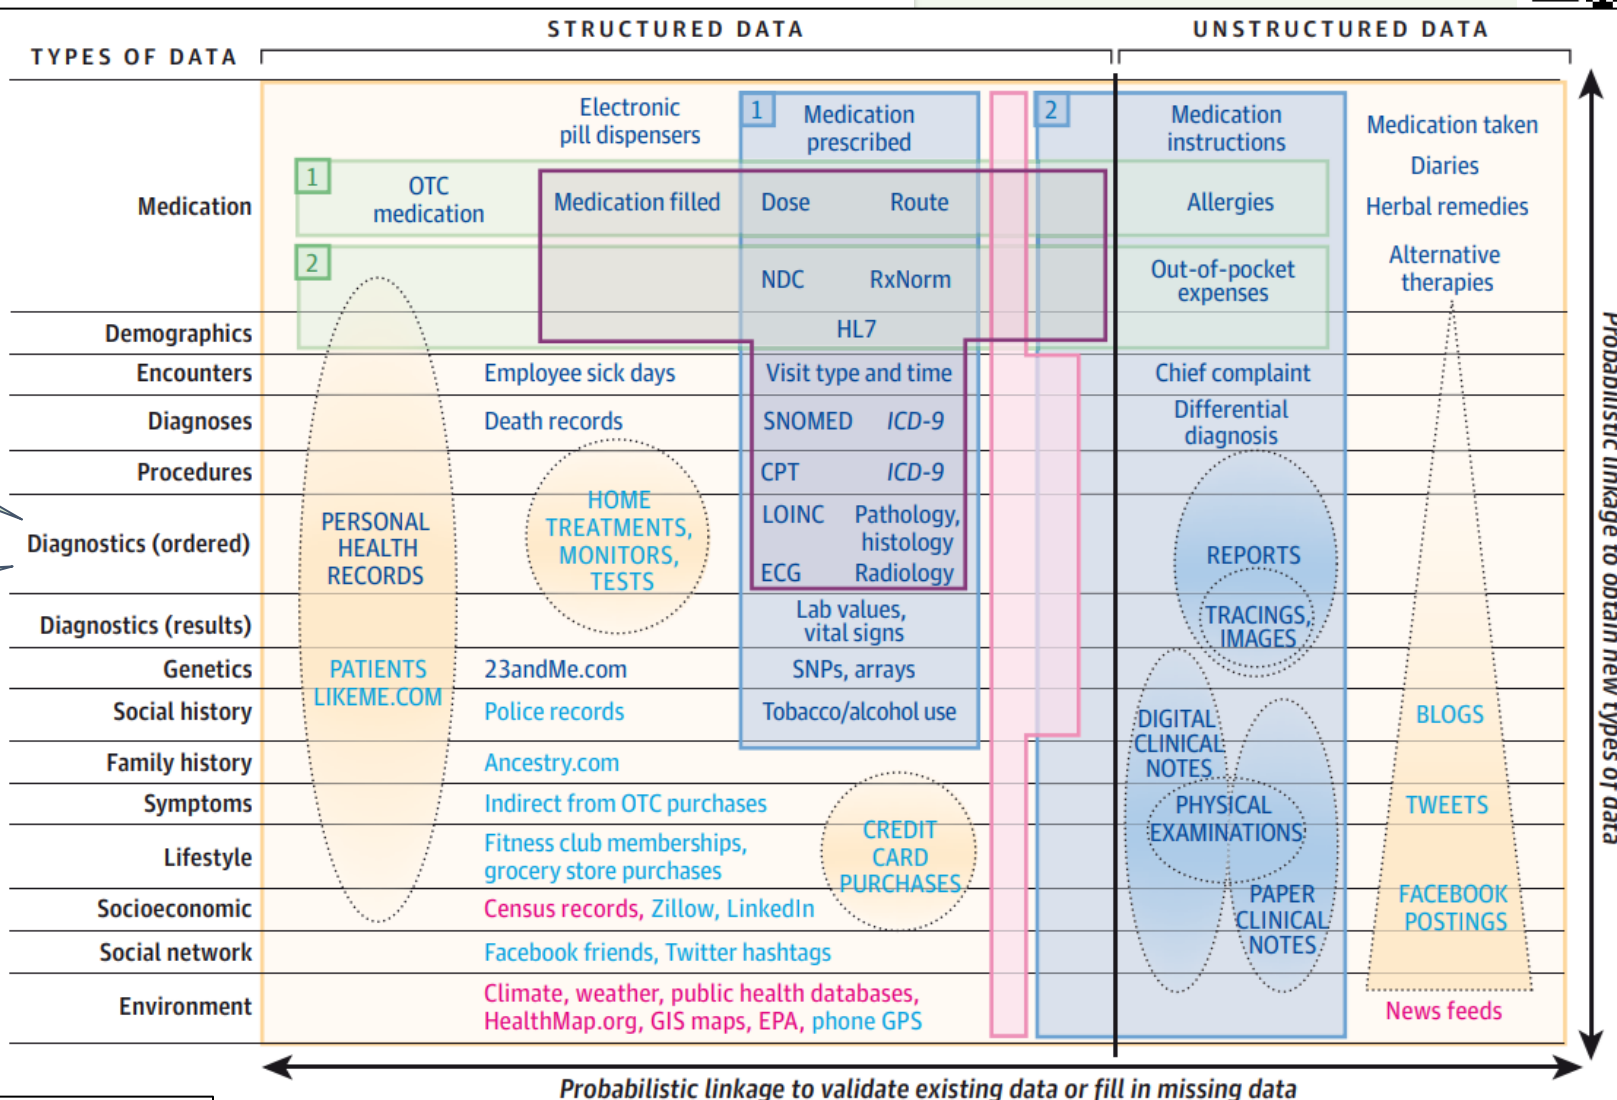 STRUCTURED DATA
UNSTRUCTURED DATA
TYPES OF DATA
Medication
Electronic
pill dispensers
1
Medication
prescribed
2
Medication
instructions
Medication taken
Diaries
Herbal remedies
Alternative
therapies
1
OTC
medication
Medication filled
Dose
Route
Allergies
2
NDC
RxNorm
Out-of-pocket
expenses
Demographics
HL7
Encounters
Employee sick days
Visit type and time
Chief complaint
Diagnoses
Death records
SNOMED
ICD-9
Differential
diagnosis
Procedures
CPT
ICD-9
Diagnostics (ordered)
PERSONAL
HEALTH
RECORDS
HOME
TREATMENTS,
MONITORS,
TESTS
LOINC
Pathology,
histology
ECG
Radiology
REPORTS
Diagnostics (results)
Lab values,
vital signs
TRACINGS,
IMAGES
Genetics
PATIENTS
LIKEME.COM
23andMe.com
SNPs, arrays
Social history
Police records
Tobacco/alcohol use
DIGITAL
CLINICAL
NOTES
BLOGS
Family history
Ancestry.com
Symptoms
Indirect from OTC purchases
PHYSICAL
EXAMINATIONS
TWEETS
Lifestyle
Fitness club memberships,
grocery store purchases
CREDIT
CARD
PURCHASES
Socioeconomic
Census records, Zillow, LinkedIn
PAPER
CLINICAL
NOTES
FACEBOOK
POSTINGS
Social network
Facebook friends, Twitter hashtags
Environment
Climate, weather, public health databases,
HealthMap.org, GIS maps, EPA, phone GPS
News feeds
Probabilistic linkage to validate existing data or fill in missing data
Probabilistic linkage to obtain new types of data